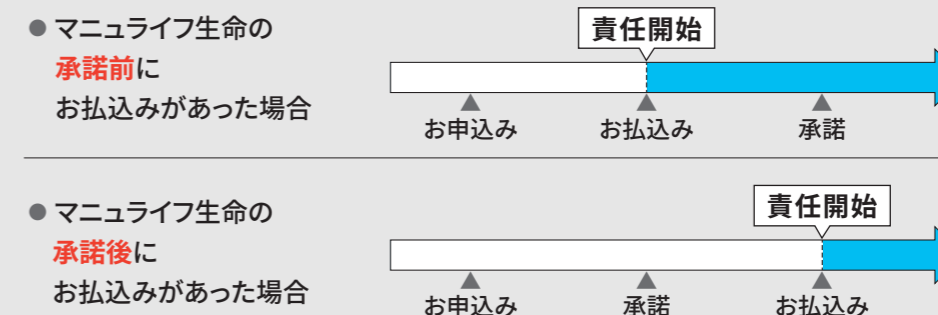 ● マニュライフ生命の
承諾前に
お払込みがあった場合
責任開始
お申込み お払込み 承諾
● マニュライフ生命の
承諾後に
お払込みがあった場合
責任開始
お申込み 承諾 お払込み